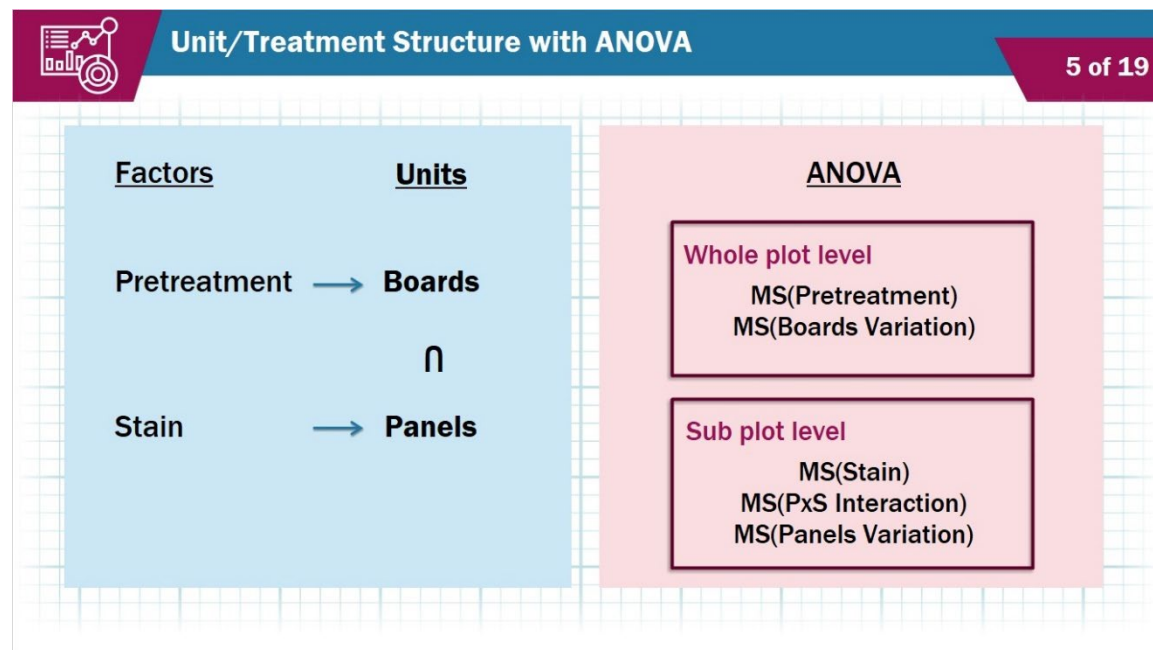 Unit/Treatment Structure with ANOVA
5 of 19
Factors Units
Pretreatment → Boards
∩
Stain → Panels
ANOVA
Whole plot level
MS(Pretreatment)
MS(Boards Variation)
Sub plot level
MS(Stain)
MS(PxS Interaction)
MS(Panels Variation)